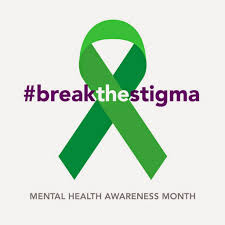 #breakthestigma
MENTAL HEALTH AWARENESS MONTH